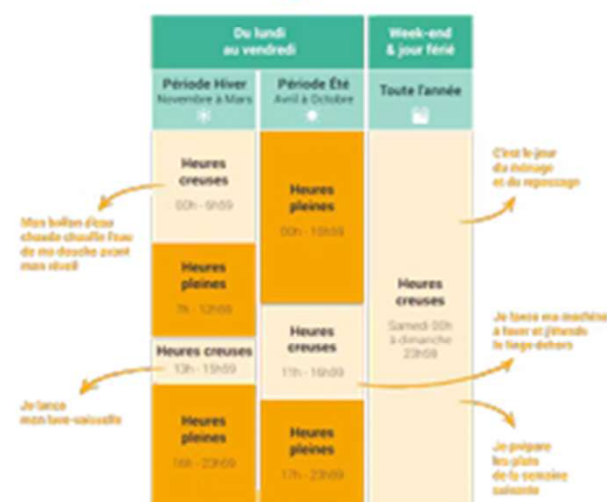 Du lundi
au vendredi
Week-end
& jour férié
Période Hiver
Novembre à Mars
Période Été
Avril à Octobre
Toute l'année
Heures
creuses
00h - 6h59
Heures
pleines
7h - 12h59
Heures creuses
13h - 15h59
Heures
pleines
16h - 23h59
Heures
pleines
00h - 10h59
Heures
creuses
11h - 16h59
Heures
pleines
17h - 23h59
Heures
creuses
Samedi 00h
à dimanche
23h59
Mon ballon d'eau
chaude chauffe l'eau
de ma douche avant
mon réveil
Je lance
mon lave-vaisselle
C'est le jour
du ménage
et du repassage
Je lance ma machine
à laver et j'étends
le linge dehors
Je prépare
les plats
de la semaine
suivante